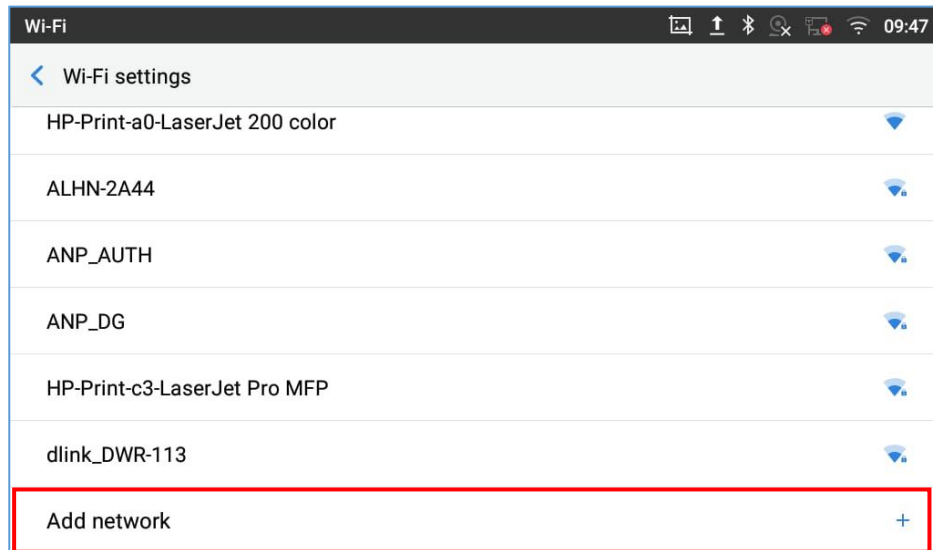 Wi-Fi 09:47
Wi-Fi settings
HP-Print-a0-LaserJet 200 color
ALHN-2A44
ANP_AUTH
ANP_DG
HP-Print-c3-LaserJet Pro MFP
dlink_DWR-113
Add network +